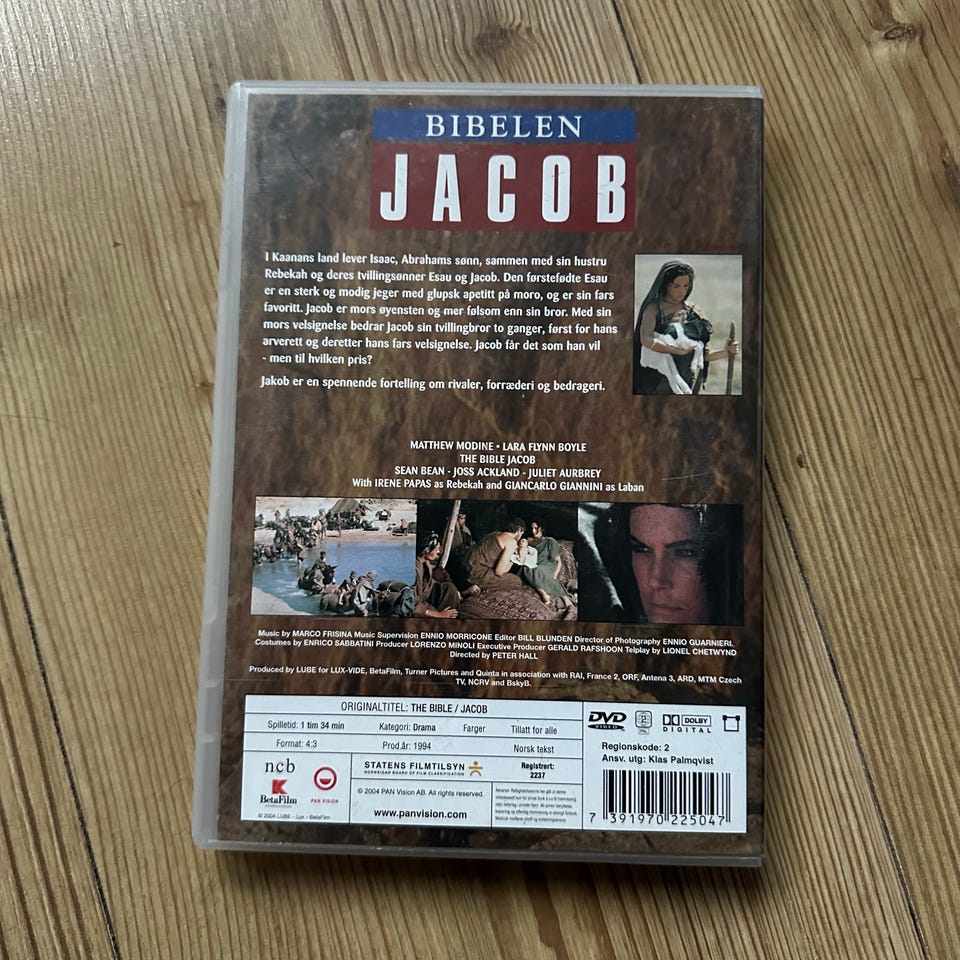 BIBELEN
JACOB
I Kaanans land lever Isaac, Abrahams sønn, sammen med sin hustru
Rebekah og deres tvillingsønner Esau og Jacob. Den førstefødte Esau
er en sterk og modig jeger med glupsk apetitt på moro, og er sin fars
favoritt. Jacob er mors øyensten og mer følsom enn sin bror. Med sin
mors velsignelse bedrar Jacob sin tvillingbror to ganger, først for hans
arverett og deretter hans fars velsignelse. Jacob får det som han vil
- men til hvilken pris?
Jakob er en spennende fortelling om rivaler, forræderi og bedrageri.
MATTHEW MODINE • LARA FLYNN BOYLE
THE BIBLE JACOB
SEAN BEAN - JOSS ACKLAND - JULIET AURBREY
With IRENE PAPAS as Rebekah and GIANCARLO GIANNINI as Laban
Music by MARCO FRISINA Music Supervision ENNIO MORRICONE Editor BILL BLUNDEN Director of Photography ENNIO GUARNIERI.
Costumes by ENRICO SABBATINI Producer LORENZO MINOLI Executive Producer GERALD RAFSHOON Telplay by LIONEL CHETWYND
Directed by PETER HALL
Produced by LUBE for LUX-VIDE, BetaFilm, Turner Pictures and Quinta in association with RAI, France 2, ORF, Antena 3, ARD, MTM Czech
TV, NCRV and BskyB.
ORIGINALTITEL: THE BIBLE / JACOB
Spilletid: 1 tim 34 min Kategori: Drama Farger Tillatt for alle
Format: 4:3 Prod.år: 1994 Norsk tekst
DVD VIDEO 2 DOLBY DIGITAL
Regionskode: 2
Ansv. utg: Klas Palmqvist
ncb
BetaFilm
PAN VISION
© 2004 LUBE - Lux - BetaFilm
STATENS FILMTILSYN
NORWEGIAN BOARD OF FILM CLASSIFICATION
Registrert:
2237
© 2004 PAN Vision AB. All rights reserved.
www.panvision.com
7 391970 225047